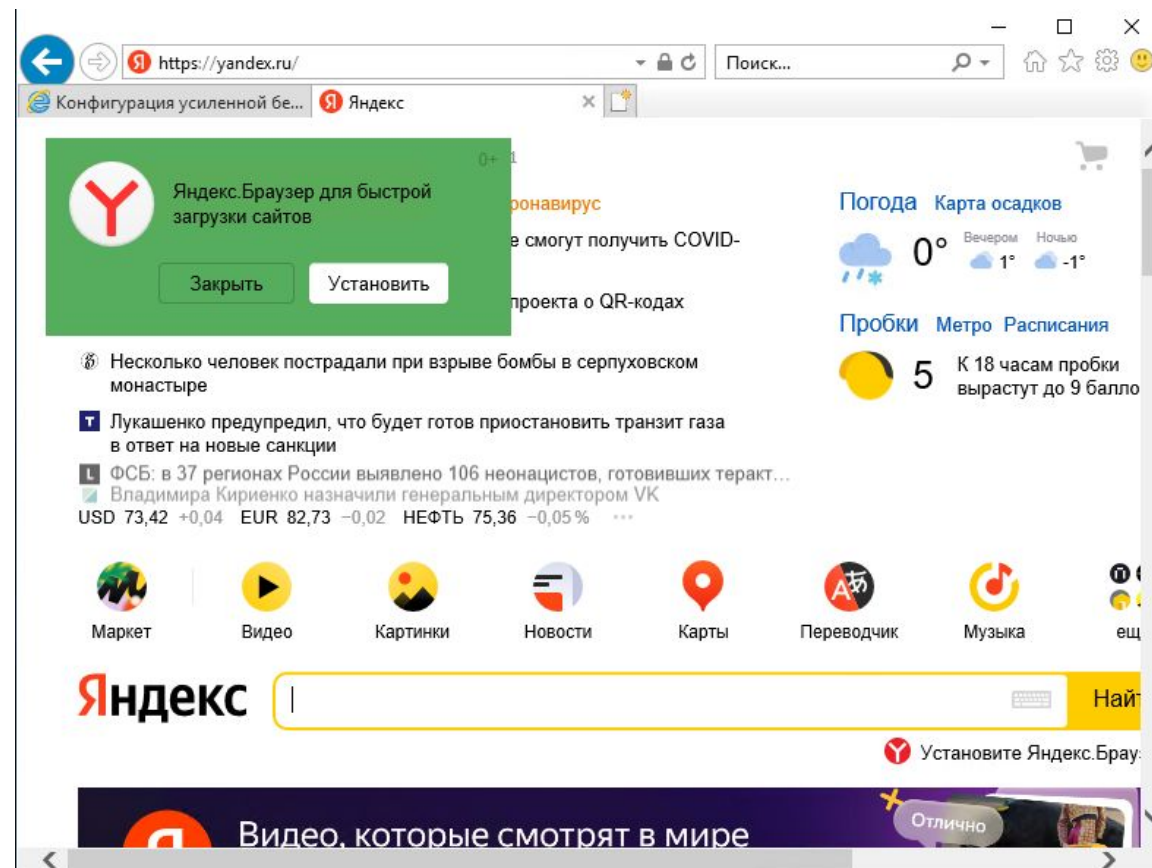 https://yandex.ru/
Поиск...
Конфигурация усиленной бе...
Яндекс
0+
Яндекс.Браузер для быстрой
загрузки сайтов
Закрыть
Установить
е смогут получить COVID-
проекта о QR-кодах
Несколько человек пострадали при взрыве бомбы в серпуховском
монастыре
Лукашенко предупредил, что будет готов приостановить транзит газа
в ответ на новые санкции
ФСБ: в 37 регионах России выявлено 106 неонацистов, готовивших теракт...
Владимира Кириенко назначили генеральным директором VK
USD 73,42 +0,04 EUR 82,73 −0,02 НЕФТЬ 75,36 −0,05 % ···
Погода Карта осадков
0° Вечером 1° Ночью -1°
Пробки Метро Расписания
5 К 18 часам пробки
вырастут до 9 балло
Маркет
Видео
Картинки
Новости
Карты
Переводчик
Музыка
ещ
Яндекс
Най
Установите Яндекс.Брау
Видео, которые смотрят в мире
Отлично